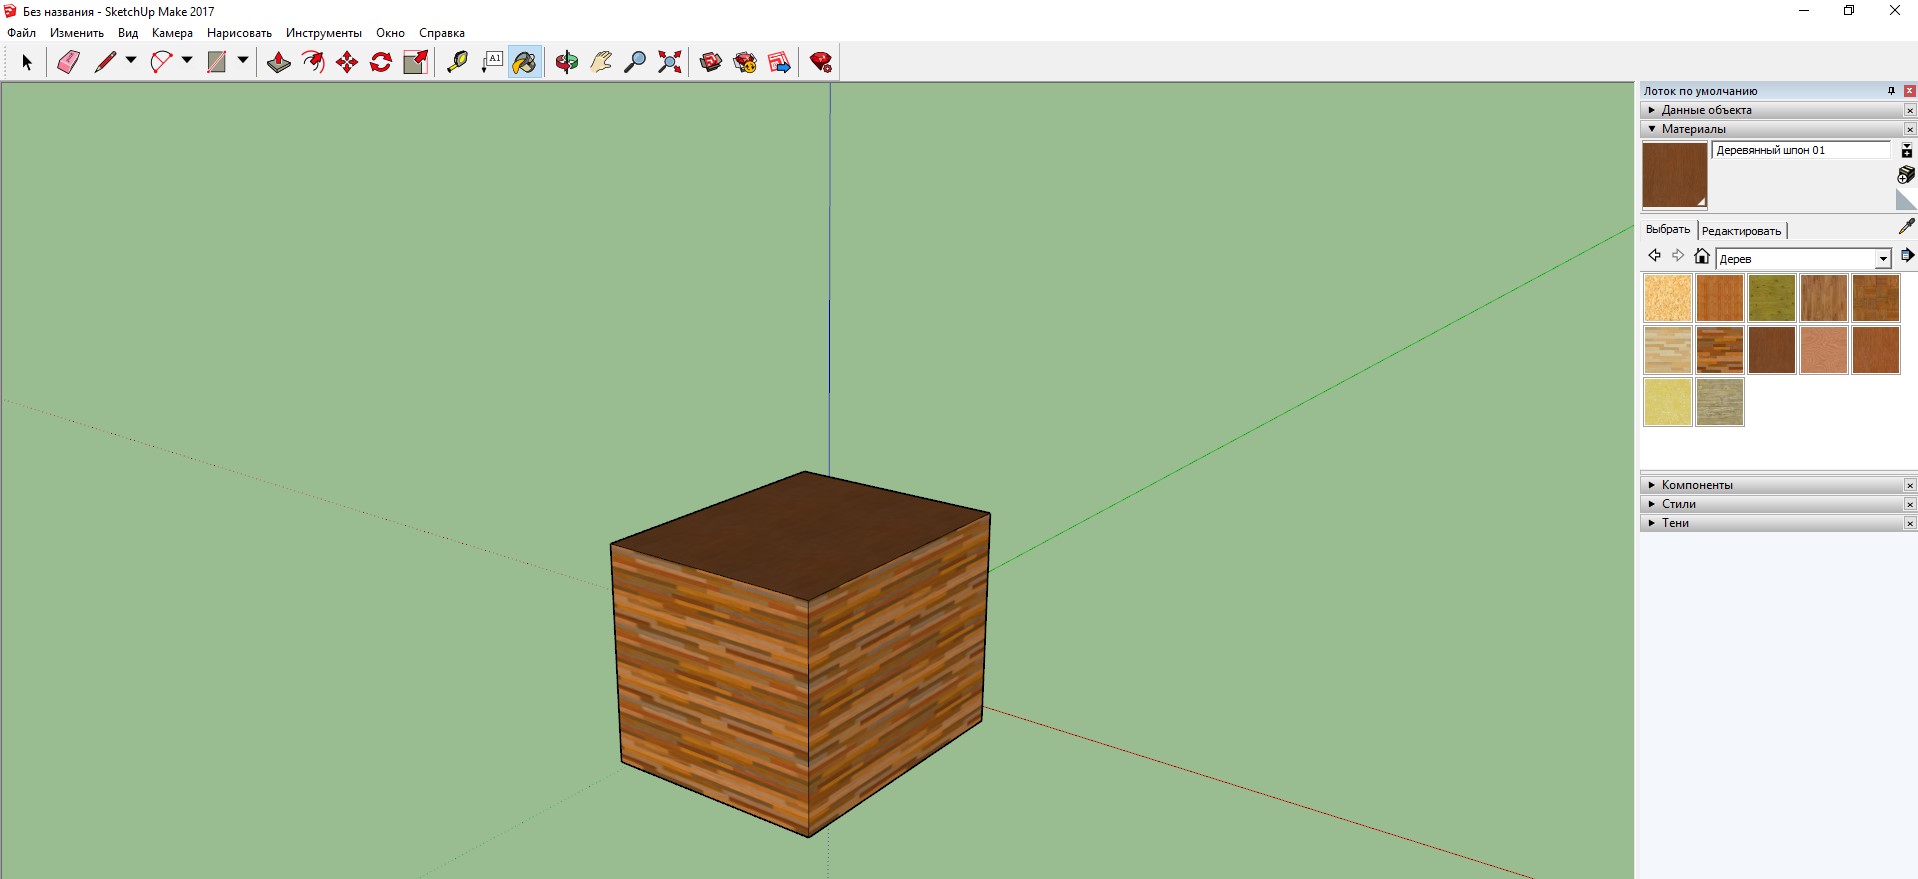 Без названия - SketchUp Make 2017
Файл Изменить Вид Камера Нарисовать Инструменты Окно Справка
A1
Лоток по умолчанию
Данные объекта
Материалы
Деревянный шпон 01
Выбрать Редактировать
Дерев
Компоненты
Стили
Тени